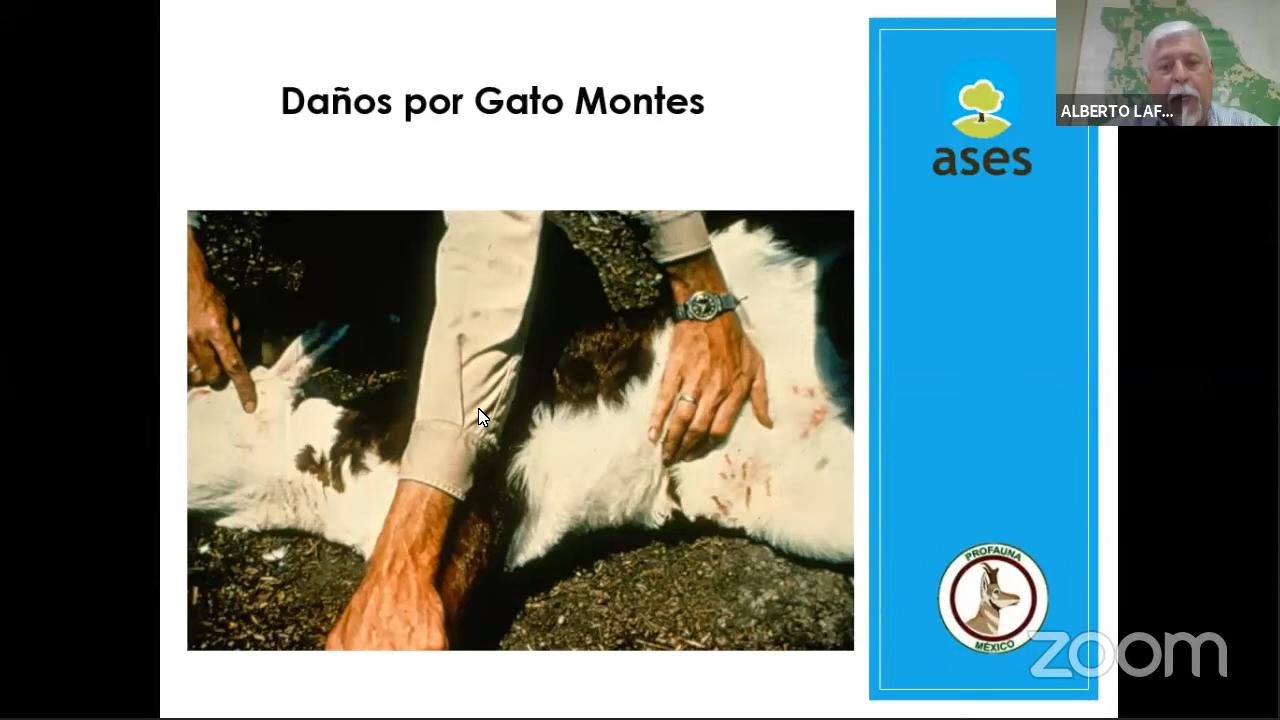 Daños por Gato Montes
ALBERTO LAF...
ases
PROFAUNA
MÉXICO
zoom